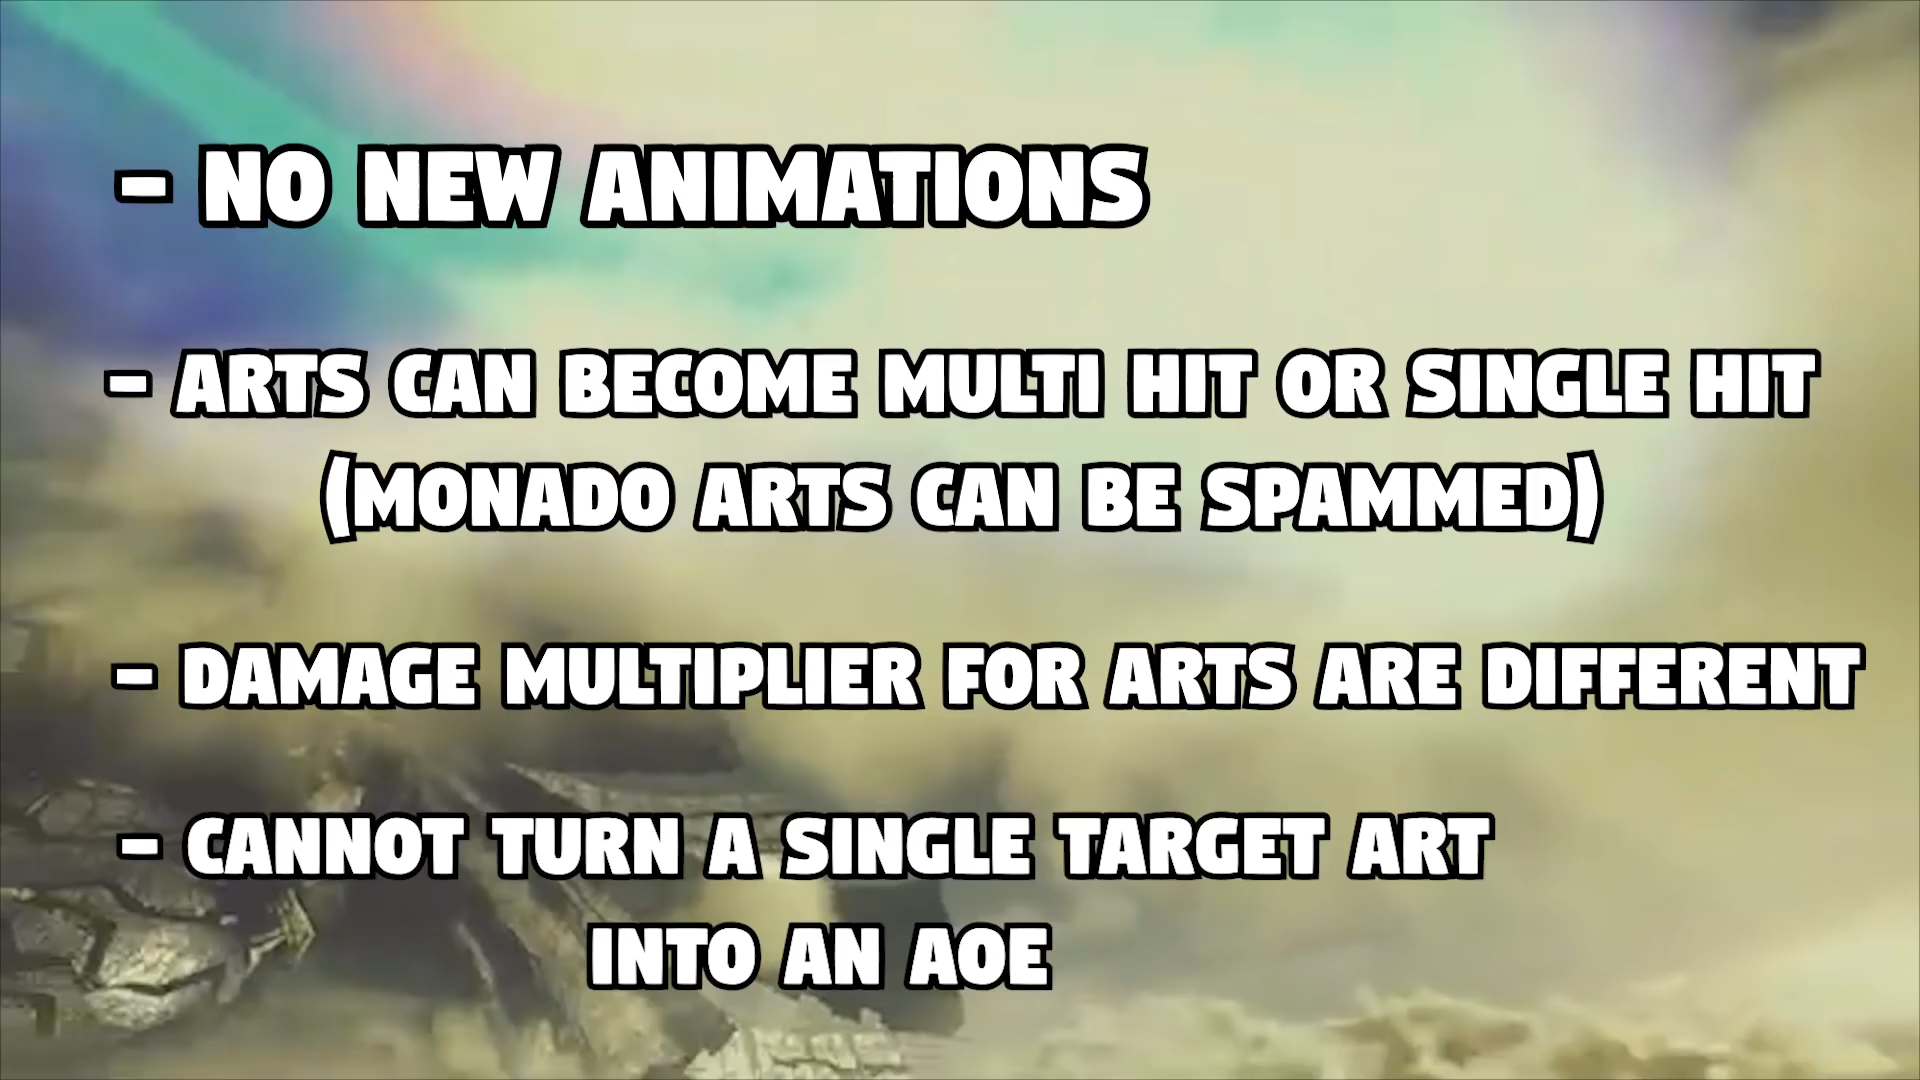 - NO NEW ANIMATIONS
- ARTS CAN BECOME MULTI HIT OR SINGLE HIT
(MONADO ARTS CAN BE SPAMMED)
- DAMAGE MULTIPLIER FOR ARTS ARE DIFFERENT
- CANNOT TURN A SINGLE TARGET ART
INTO AN AOE